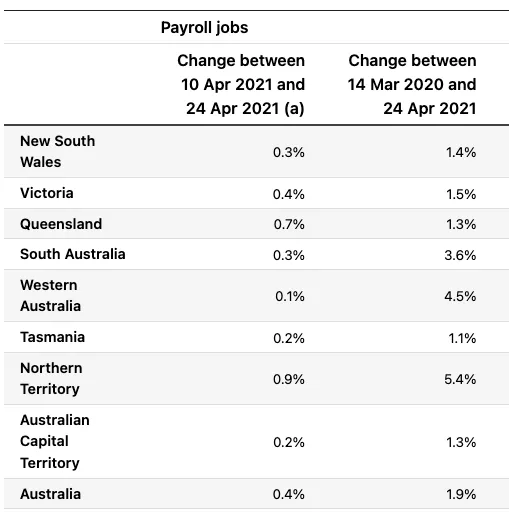 Payroll jobs
Change between Change between
10 Apr 2021 and 14 Mar 2020 and
24 Apr 2021 (a) 24 Apr 2021
New South
Wales 0.3% 1.4%
Victoria 0.4% 1.5%
Queensland 0.7% 1.3%
South Australia 0.3% 3.6%
Western
Australia 0.1% 4.5%
Tasmania 0.2% 1.1%
Northern
Territory 0.9% 5.4%
Australian
Capital 0.2% 1.3%
Territory
Australia 0.4% 1.9%